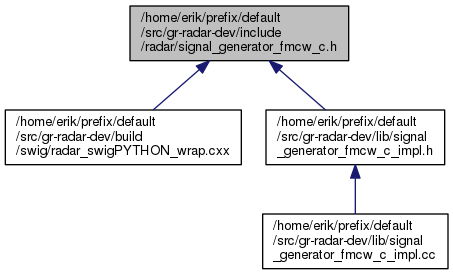 /home/erik/prefix/default
/src/gr-radar-dev/include
/radar/signal_generator_fmcw_c.h
/home/erik/prefix/default
/src/gr-radar-dev/build
/swig/radar_swigPYTHON_wrap.cxx
/home/erik/prefix/default
/src/gr-radar-dev/lib/signal
_generator_fmcw_c_impl.h
/home/erik/prefix/default
/src/gr-radar-dev/lib/signal
_generator_fmcw_c_impl.cc